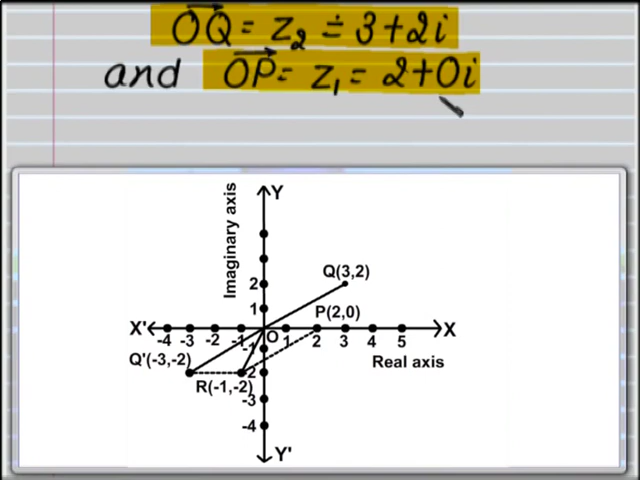 OQ = z₂ = 3+2i
and OP = z₁ = 2+0i
Imaginary axis
Y
2
1
Q(3,2)
P(2,0)
X' -4 -3 -2 -1 O 1 2 3 4 5 X
Real axis
-1
Q'(-3,-2)
-2
R(-1,-2)
-3
-4
Y'